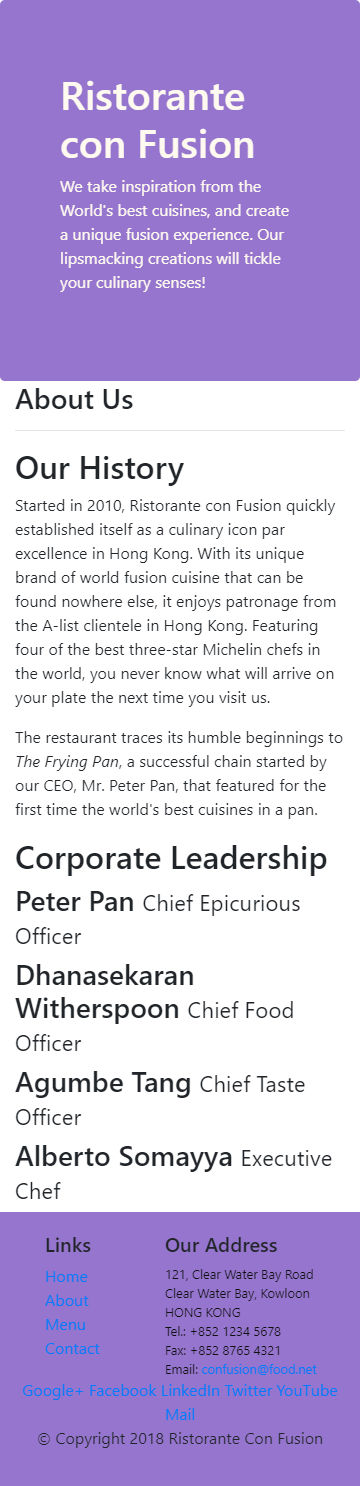 Ristorante
con Fusion
We take inspiration from the
World's best cuisines, and create
a unique fusion experience. Our
lipsmacking creations will tickle
your culinary senses!
About Us
Our History
Started in 2010, Ristorante con Fusion quickly
established itself as a culinary icon par
excellence in Hong Kong. With its unique
brand of world fusion cuisine that can be
found nowhere else, it enjoys patronage from
the A-list clientele in Hong Kong. Featuring
four of the best three-star Michelin chefs in
the world, you never know what will arrive on
your plate the next time you visit us.
The restaurant traces its humble beginnings to
The Frying Pan, a successful chain started by
our CEO, Mr. Peter Pan, that featured for the
first time the world's best cuisines in a pan.
Corporate Leadership
Peter Pan Chief Epicurious
Officer
Dhanasekaran
Witherspoon Chief Food
Officer
Agumbe Tang Chief Taste
Officer
Alberto Somayya Executive
Chef
Links
Home
About
Menu
Contact
Our Address
121, Clear Water Bay Road
Clear Water Bay, Kowloon
HONG KONG
Tel.: +852 1234 5678
Fax: +852 8765 4321
Email: confusion@food.net
Google+ Facebook LinkedIn Twitter YouTube
Mail
© Copyright 2018 Ristorante Con Fusion